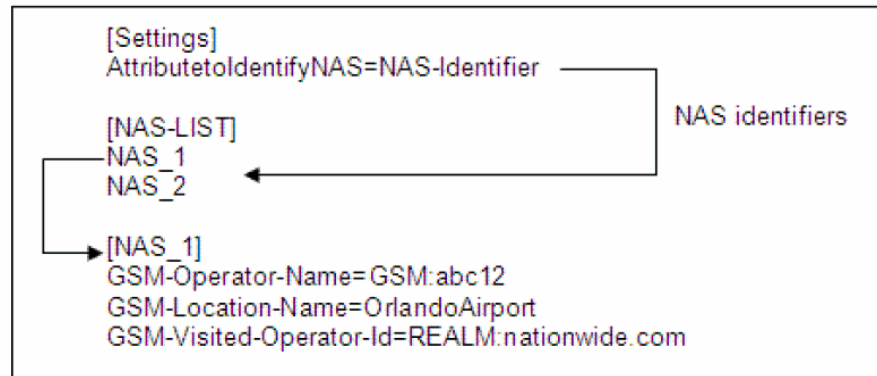 [Settings]
AttributetoIdentifyNAS=NAS-Identifier
NAS identifiers
[NAS-LIST]
NAS_1
NAS_2
[NAS_1]
GSM-Operator-Name=GSM:abc12
GSM-Location-Name=OrlandoAirport
GSM-Visited-Operator-Id=REALM:nationwide.com